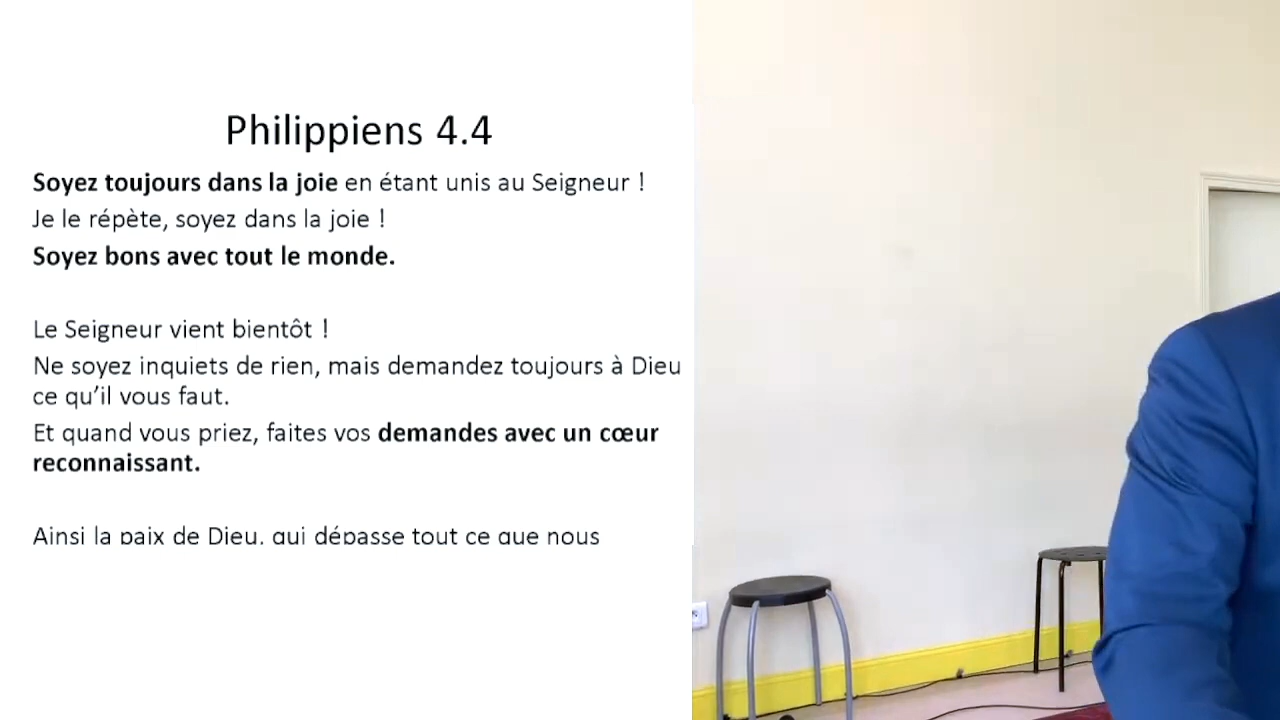 Philippiens 4.4
Soyez toujours dans la joie en étant unis au Seigneur !
Je le répète, soyez dans la joie !
Soyez bons avec tout le monde.
Le Seigneur vient bientôt !
Ne soyez inquiets de rien, mais demandez toujours à Dieu
ce qu’il vous faut.
Et quand vous priez, faites vos demandes avec un cœur
reconnaissant.
Ainsi la paix de Dieu, qui dépasse tout ce que nous